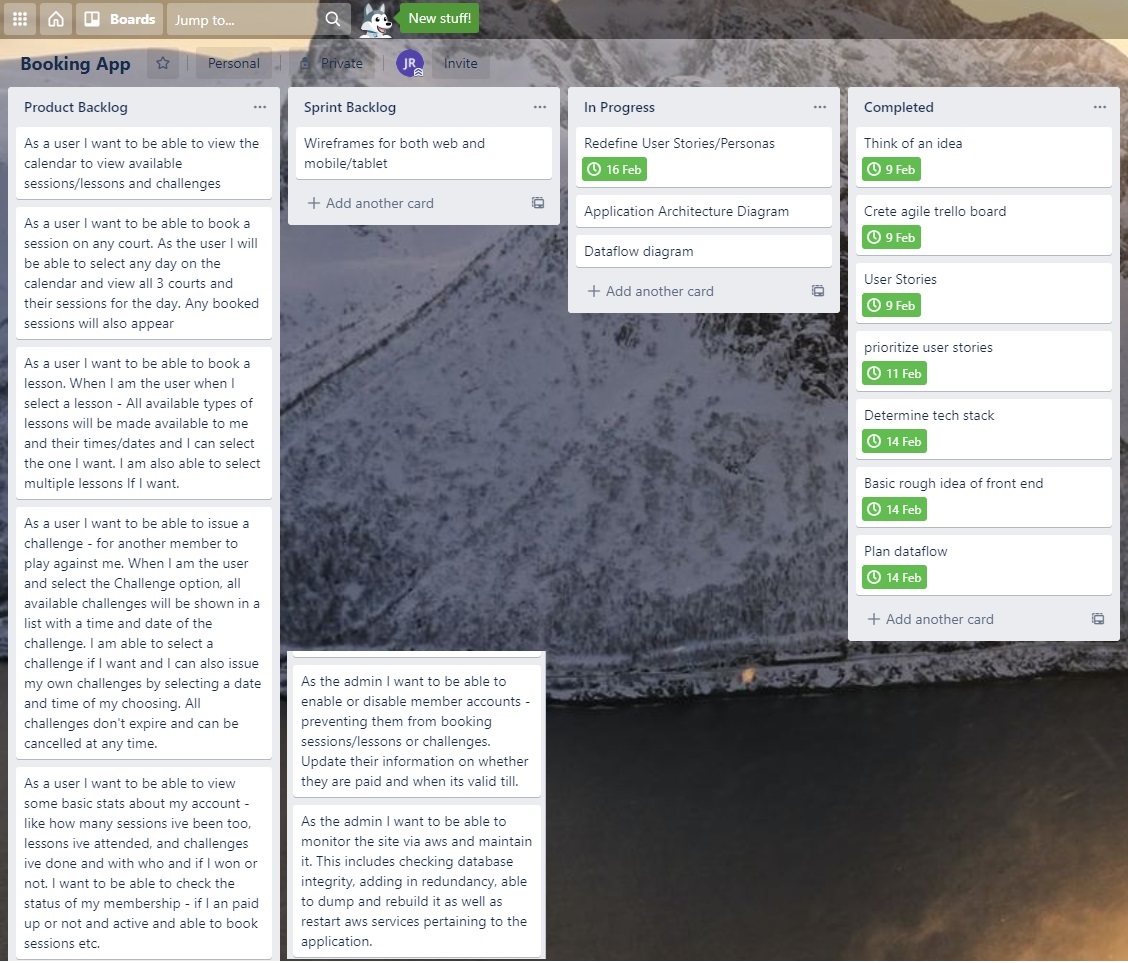 Boards
Jump to...
New stuff!
Booking App
Personal
Private
JR
Invite
Product Backlog
As a user I want to be able to view the
calendar to view available
sessions/lessons and challenges
As a user I want to be able to book a
session on any court. As the user I will
be able to select any day on the
calendar and view all 3 courts and
their sessions for the day. Any booked
sessions will also appear
As a user I want to be able to book a
lesson. When I am the user when I
select a lesson - All available types of
lessons will be made available to me
and their times/dates and I can select
the one I want. I am also able to select
multiple lessons If I want.
As a user I want to be able to issue a
challenge - for another member to
play against me. When I am the user
and select the Challenge option, all
available challenges will be shown in a
list with a time and date of the
challenge. I am able to select a
challenge if I want and I can also issue
my own challenges by selecting a date
and time of my choosing. All
challenges don't expire and can be
cancelled at any time.
As a user I want to be able to view
some basic stats about my account -
like how many sessions ive been too,
lessons ive attended, and challenges
ive done and with who and if I won or
not. I want to be able to check the
status of my membership - if I an paid
up or not and active and able to book
sessions etc.
Sprint Backlog
Wireframes for both web and
mobile/tablet
+ Add another card
As the admin I want to be able to
enable or disable member accounts -
preventing them from booking
sessions/lessons or challenges.
Update their information on whether
they are paid and when its valid till.
As the admin I want to be able to
monitor the site via aws and maintain
it. This includes checking database
integrity, adding in redundancy, able
to dump and rebuild it as well as
restart aws services pertaining to the
application.
In Progress
Redefine User Stories/Personas
16 Feb
Application Architecture Diagram
Dataflow diagram
+ Add another card
Completed
Think of an idea
9 Feb
Crete agile trello board
9 Feb
User Stories
9 Feb
prioritize user stories
11 Feb
Determine tech stack
14 Feb
Basic rough idea of front end
14 Feb
Plan dataflow
14 Feb
+ Add another card